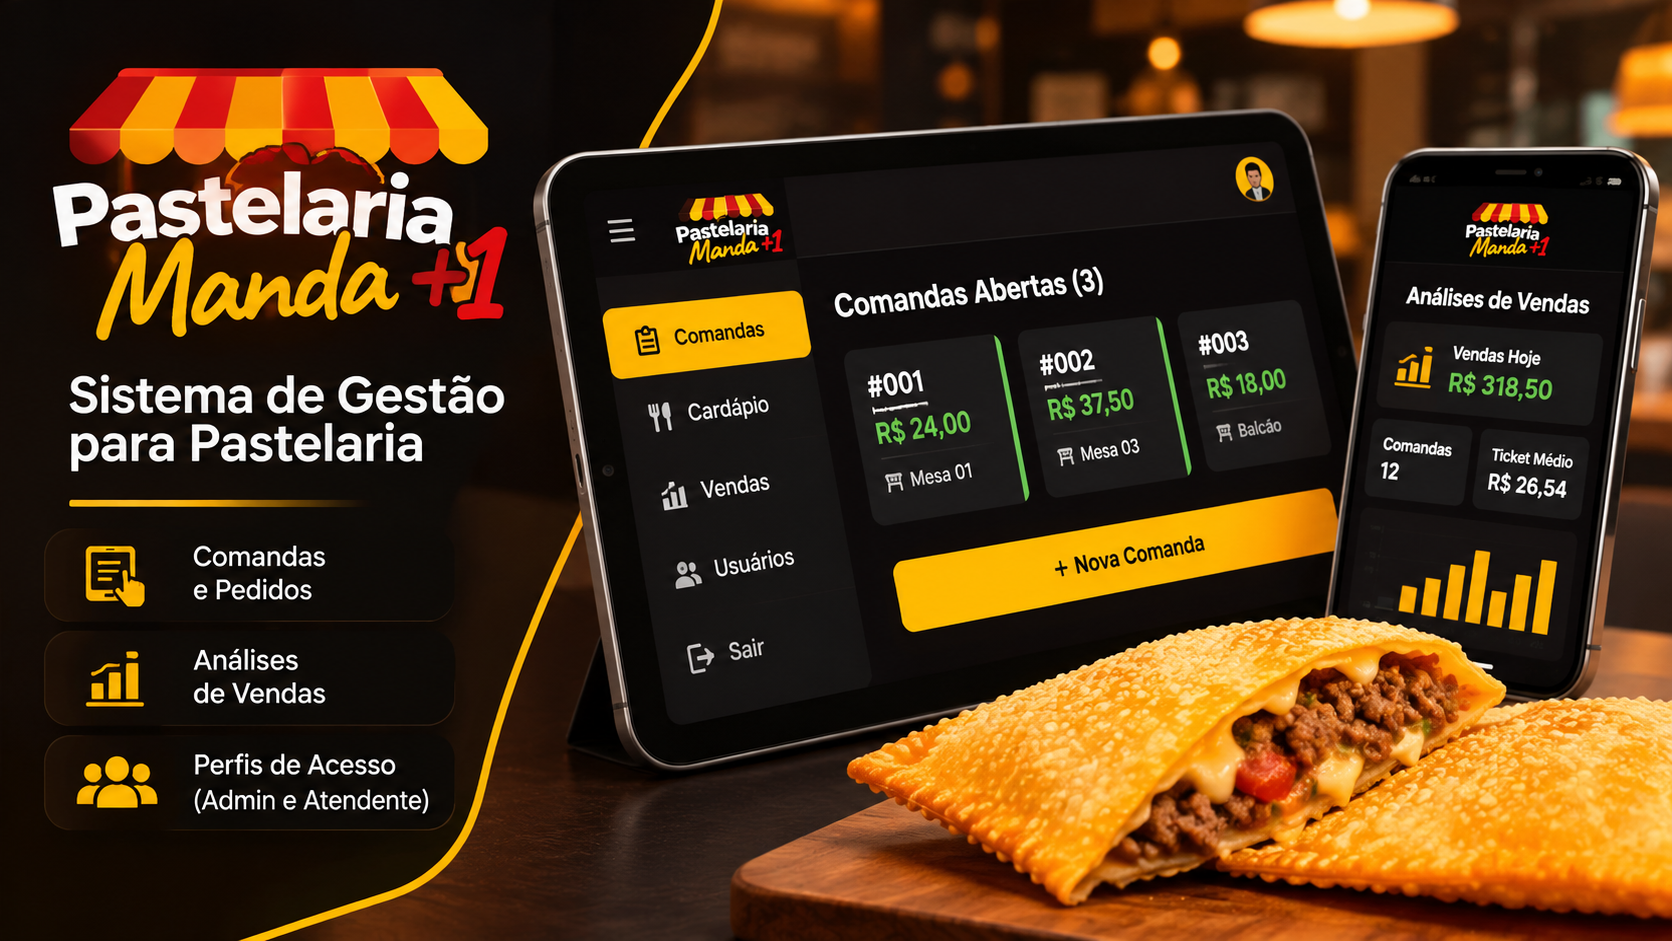 Pastelaria
Manda +1
Sistema de Gestão
para Pastelaria
Comandas
e Pedidos
Análises
de Vendas
Perfis de Acesso
(Admin e Atendente)
Pastelaria
Manda +1
Comandas
Cardápio
Vendas
Usuários
Sair
Comandas Abertas (3)
#001
R$ 24,00
Mesa 01
#002
R$ 37,50
Mesa 03
#003
R$ 18,00
Balcão
+ Nova Comanda
Pastelaria
Manda +1
Análises de Vendas
Vendas Hoje
R$ 318,50
Comandas
12
Ticket Médio
R$ 26,54